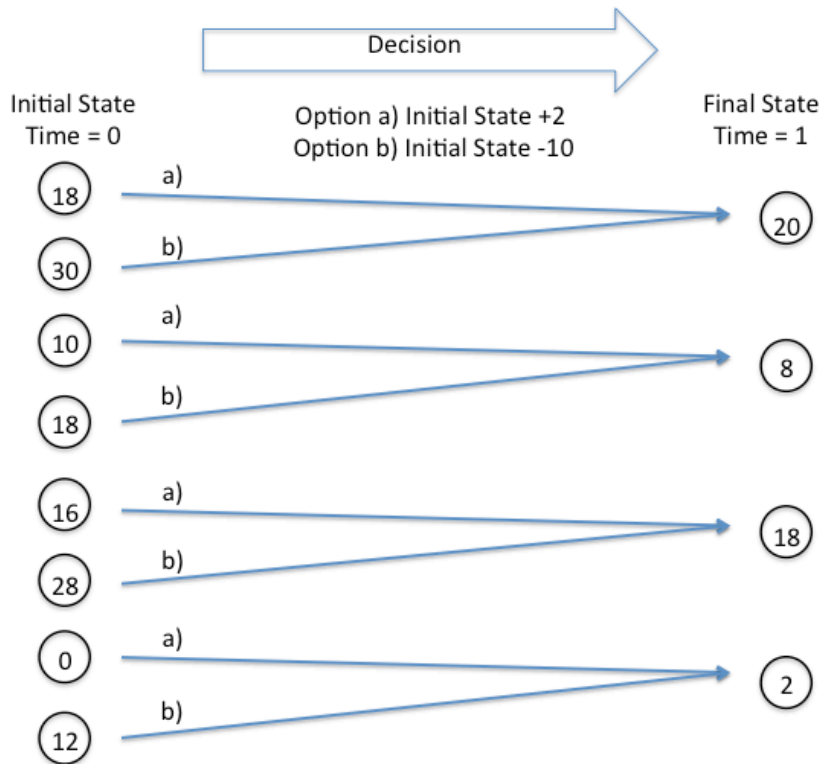 Decision
Initial State
Time = 0
Option a) Initial State +2
Option b) Initial State -10
Final State
Time = 1
18
a)
20
30
b)
10
a)
8
18
b)
16
a)
18
28
b)
0
a)
2
12
b)